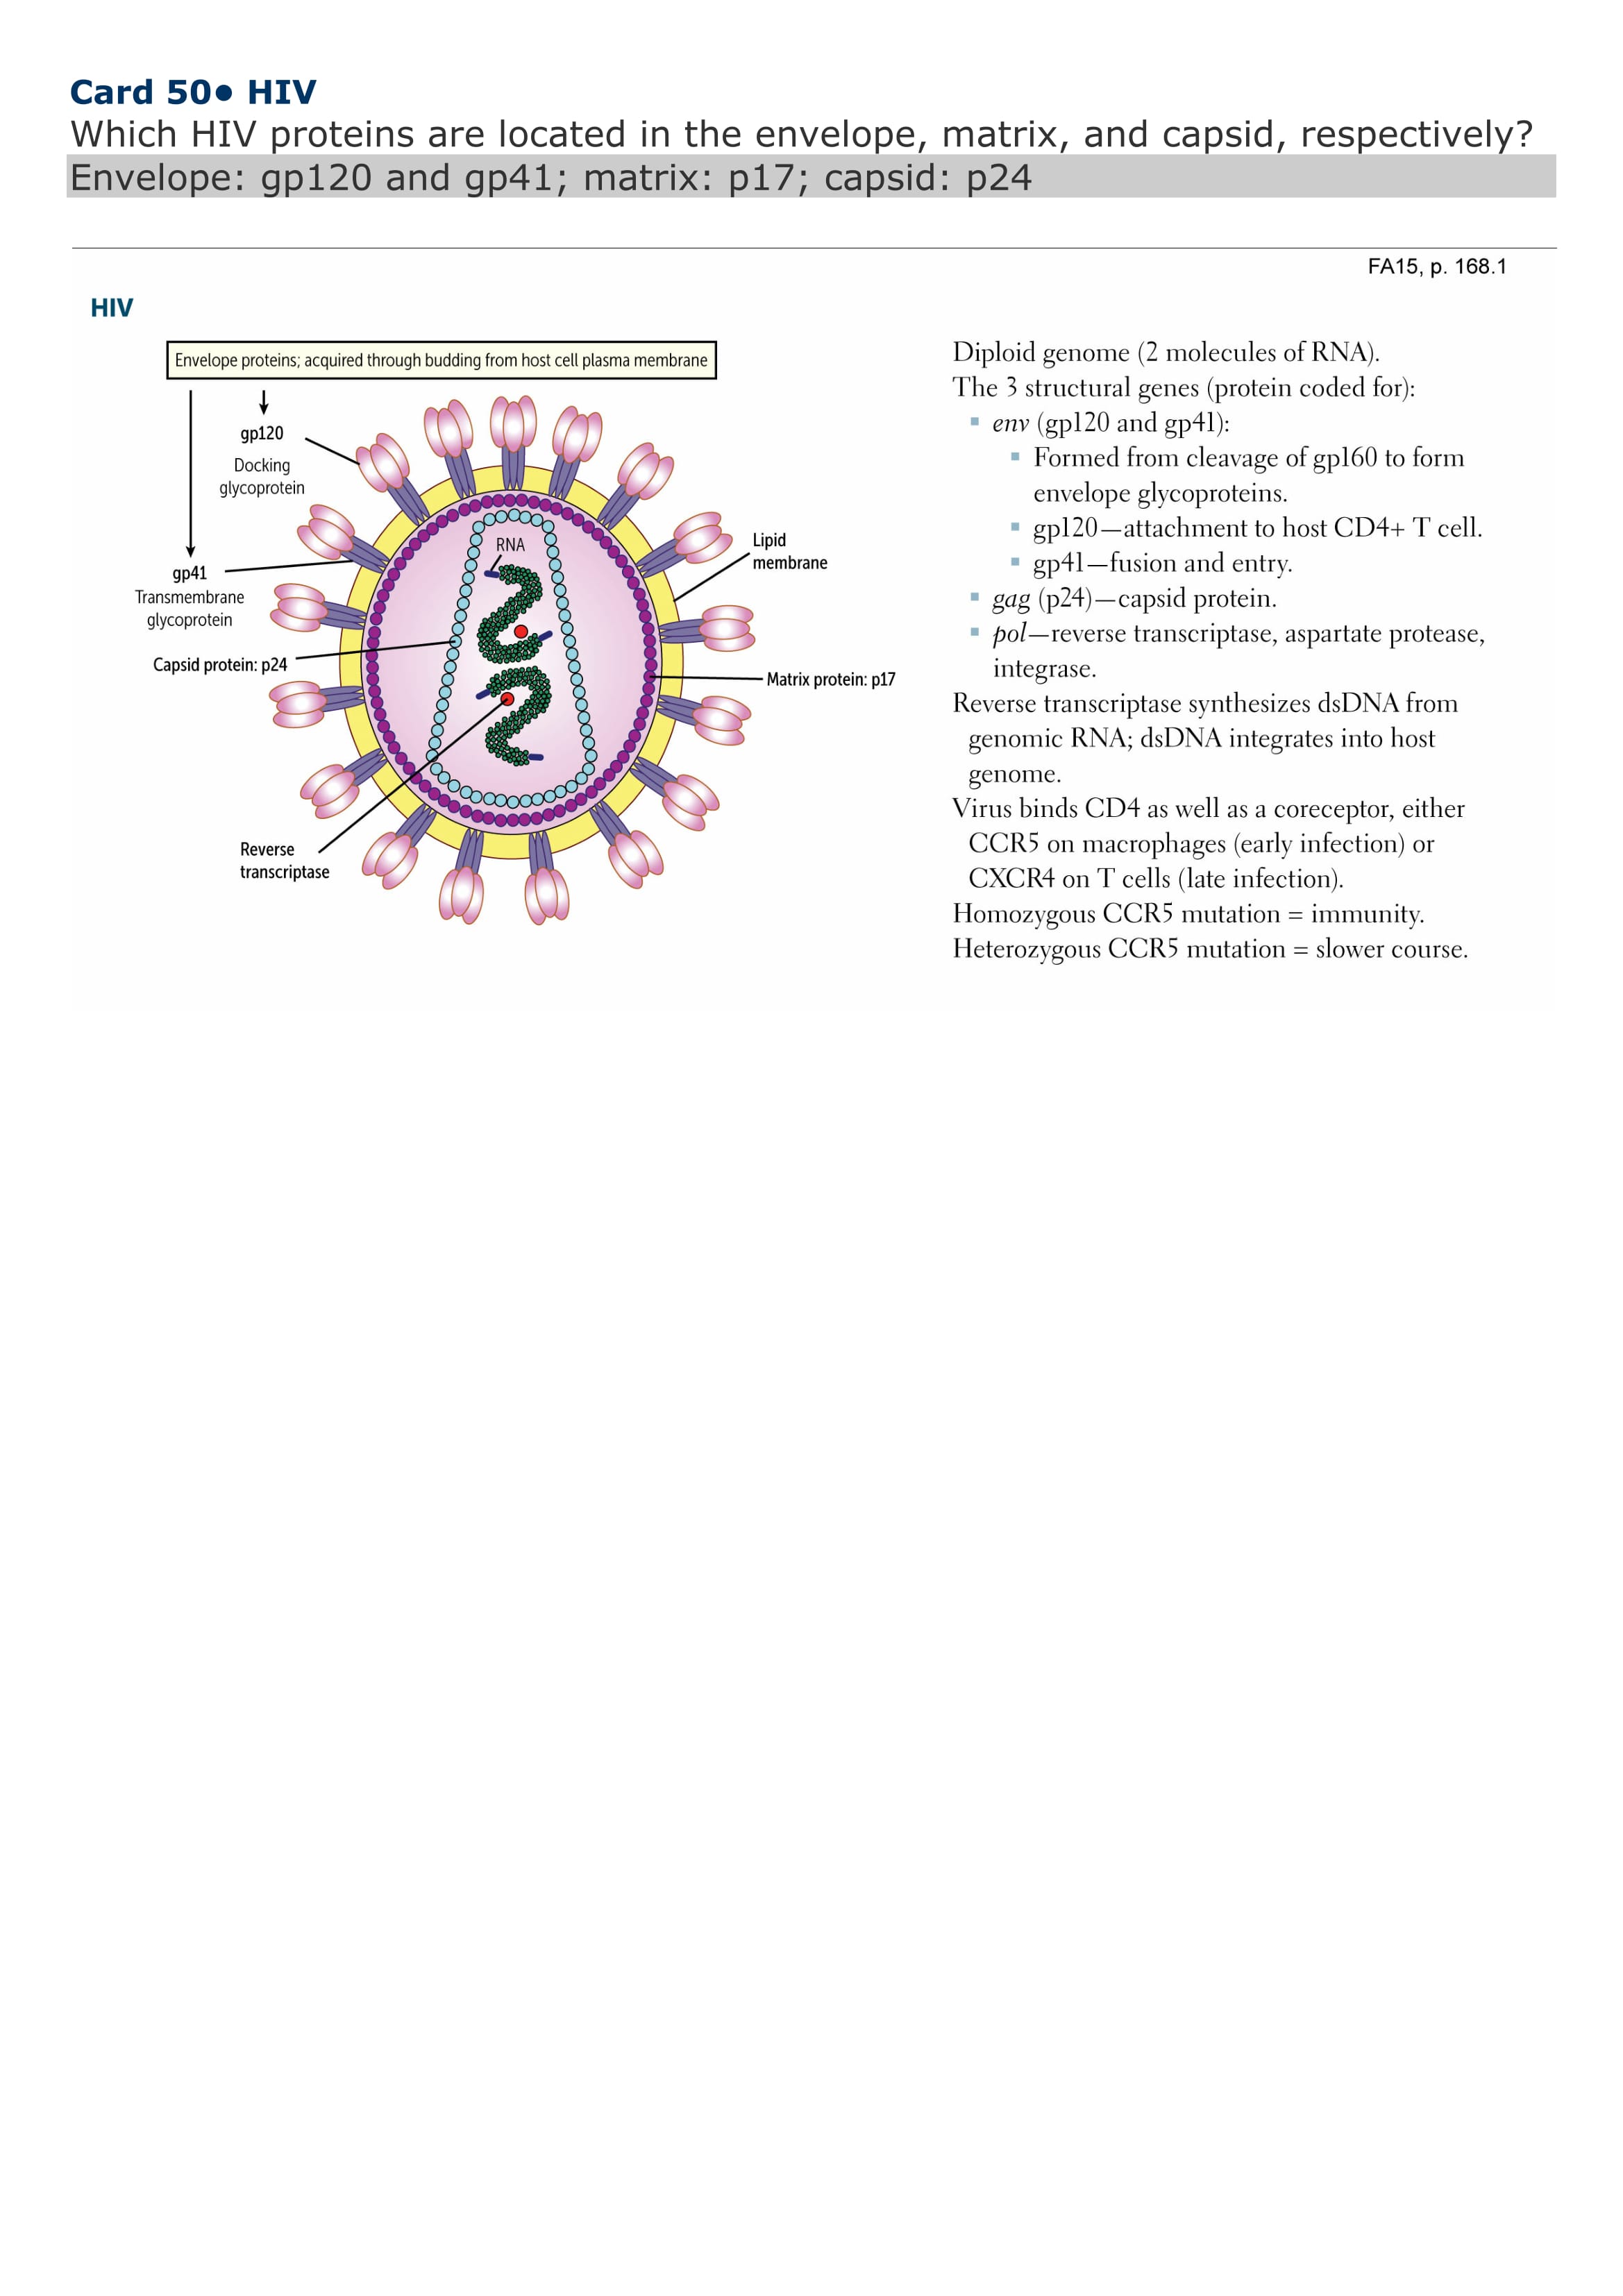 Card 50● HIV
Which HIV proteins are located in the envelope, matrix, and capsid, respectively?
Envelope: gp120 and gp41; matrix: p17; capsid: p24
FA15, p. 168.1
HIV
Envelope proteins; acquired through budding from host cell plasma membrane
gp120
Docking
glycoprotein
gp41
Transmembrane
glycoprotein
Capsid protein: p24
Reverse
transcriptase
RNA
Lipid
membrane
Matrix protein: p17
Diploid genome (2 molecules of RNA).
The 3 structural genes (protein coded for):
▪ env (gp120 and gp41):
▪ Formed from cleavage of gp160 to form
envelope glycoproteins.
▪ gp120—attachment to host CD4+ T cell.
▪ gp41—fusion and entry.
▪ gag (p24)—capsid protein.
▪ pol—reverse transcriptase, aspartate protease,
integrase.
Reverse transcriptase synthesizes dsDNA from
genomic RNA; dsDNA integrates into host
genome.
Virus binds CD4 as well as a coreceptor, either
CCR5 on macrophages (early infection) or
CXCR4 on T cells (late infection).
Homozygous CCR5 mutation = immunity.
Heterozygous CCR5 mutation = slower course.